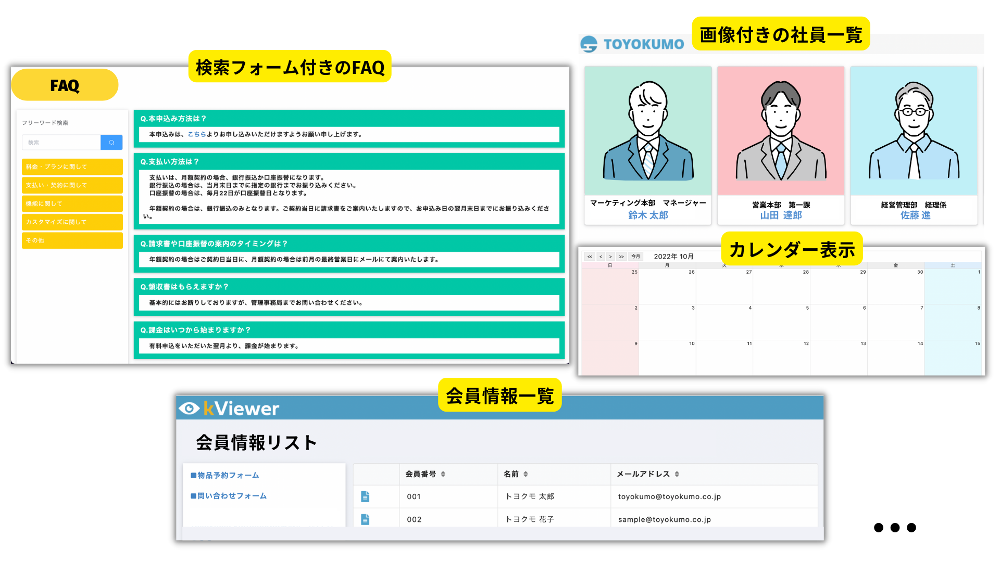 検索フォーム付きのFAQ
FAQ
フリーワード検索
検索
料金・プランに関して
支払い・契約に関して
機能に関して
カスタマイズに関して
その他
Q.本申込み方法は？
本申込みは、こちらよりお申し込みいただけますようお願い申し上げます。
Q.支払い方法は？
支払いは、月額契約の場合、銀行振込か口座振替になります。
銀行振込の場合は、当月末日までに指定の銀行までお振り込みください。
口座振替の場合は、毎月22日が口座振替日となります。
年額契約の場合は、銀行振込のみとなります。ご契約当日に請求書をご案内いたしますので、お申込み日の翌月末日までにお振り込みくださ
い。
Q.請求書や口座振替の案内のタイミングは？
年額契約の場合はご契約日当日に、月額契約の場合は前月の最終営業日にメールにて案内いたします。
Q.領収書はもらえますか？
基本的にはお断りしておりますが、管理事務局までお問い合わせください。
Q.課金はいつから始まりますか？
有料申込をいただいた翌月より、課金が始まります。
画像付きの社員一覧
TOYOKUMO
マーケティング本部　マネージャー
鈴木 太郎
営業本部　第一課
山田 達郎
経営管理部　経理係
佐藤 進
カレンダー表示
<< < > >> 今月 2022年 10月
日 月 火 水 木 金 土
25 26 27 28 29 30 1
2 3 4 5 6 7 8
9 10 11 12 13 14 15
会員情報一覧
kViewer
会員情報リスト
■物品予約フォーム
■問い合わせフォーム
会員番号 名前 メールアドレス
001 トヨクモ 太郎 toyokumo@toyokumo.co.jp
002 トヨクモ 花子 sample@toyokumo.co.jp
●●●